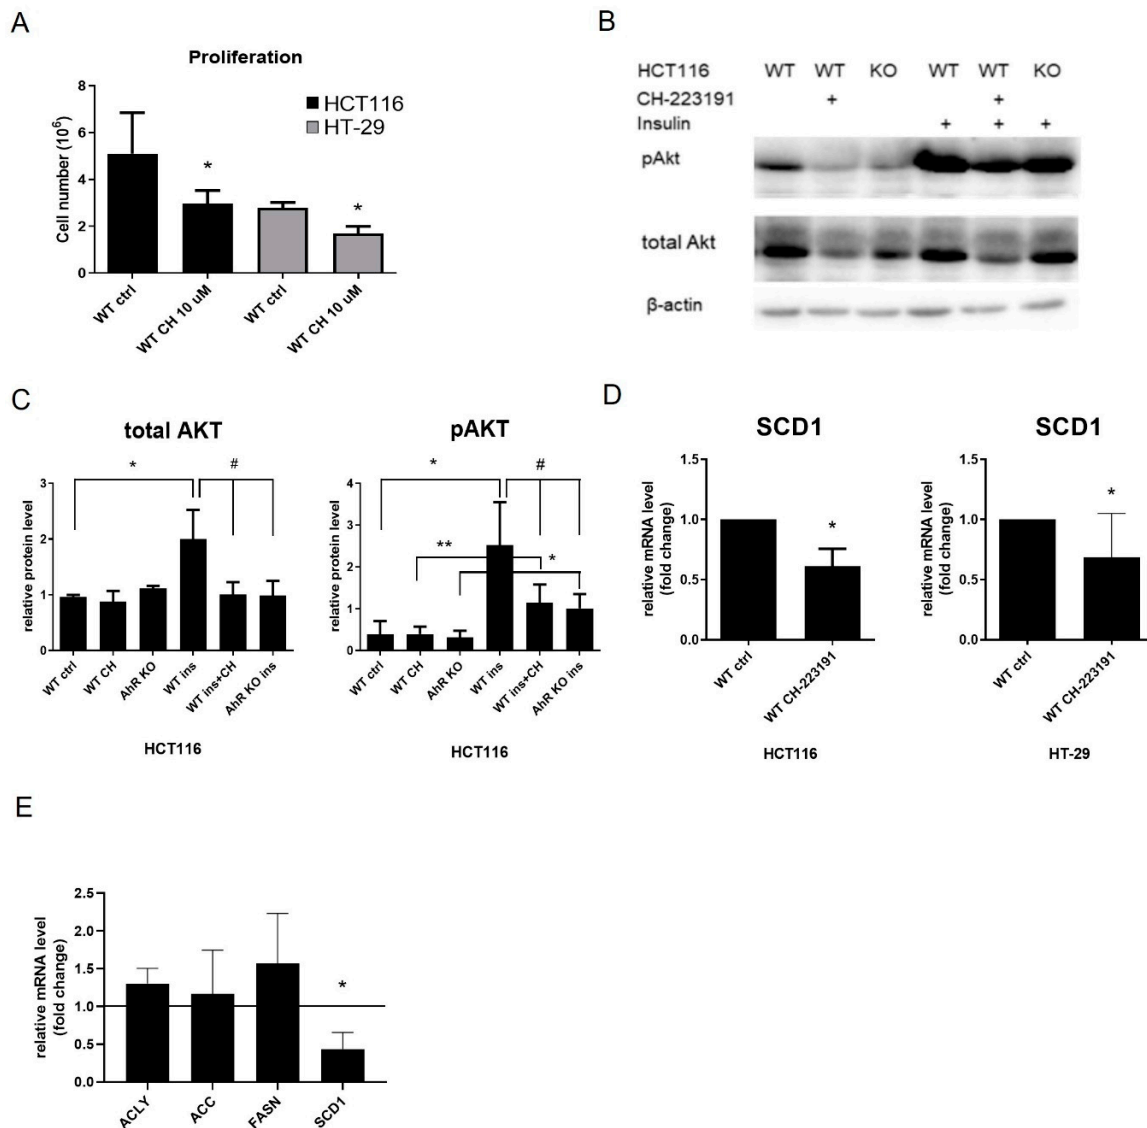 A
Proliferation
Cell number (10⁶)
8
6
4
2
0
HCT116
HT-29
*
*
WT ctrl
WT CH 10 uM
WT ctrl
WT CH 10 uM
B
HCT116 WT WT KO WT WT KO
CH-223191 + +
Insulin + + +
pAkt
total Akt
β-actin
C
total AKT
relative protein level
3
2
1
0
* #
WT ctrl
WT CH
AhR KO
WT ins
WT ins+CH
AhR KO ins
HCT116
pAKT
relative protein level
4
3
2
1
0
* #
**
*
WT ctrl
WT CH
AhR KO
WT ins
WT ins+CH
AhR KO ins
HCT116
D
SCD1
relative mRNA level
(fold change)
1.5
1.0
0.5
0.0
*
WT ctrl
WT CH-223191
HCT116
SCD1
relative mRNA level
(fold change)
1.5
1.0
0.5
0.0
*
WT ctrl
WT CH-223191
HT-29
E
relative mRNA level
(fold change)
2.5
2.0
1.5
1.0
0.5
0.0
*
ACLY
ACC
FASN
SCD1